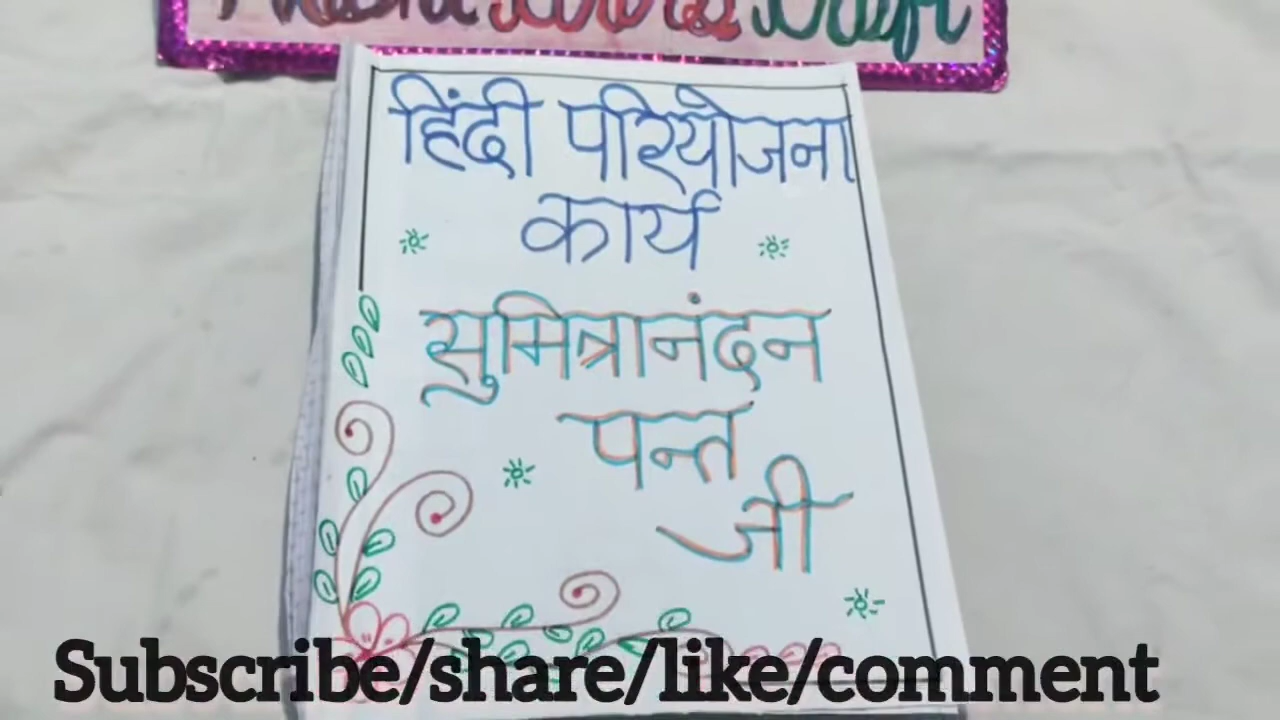 हिंदी परियोजना
कार्य
सुमित्रानंदन
पन्त
जी
Subscribe/share/like/comment